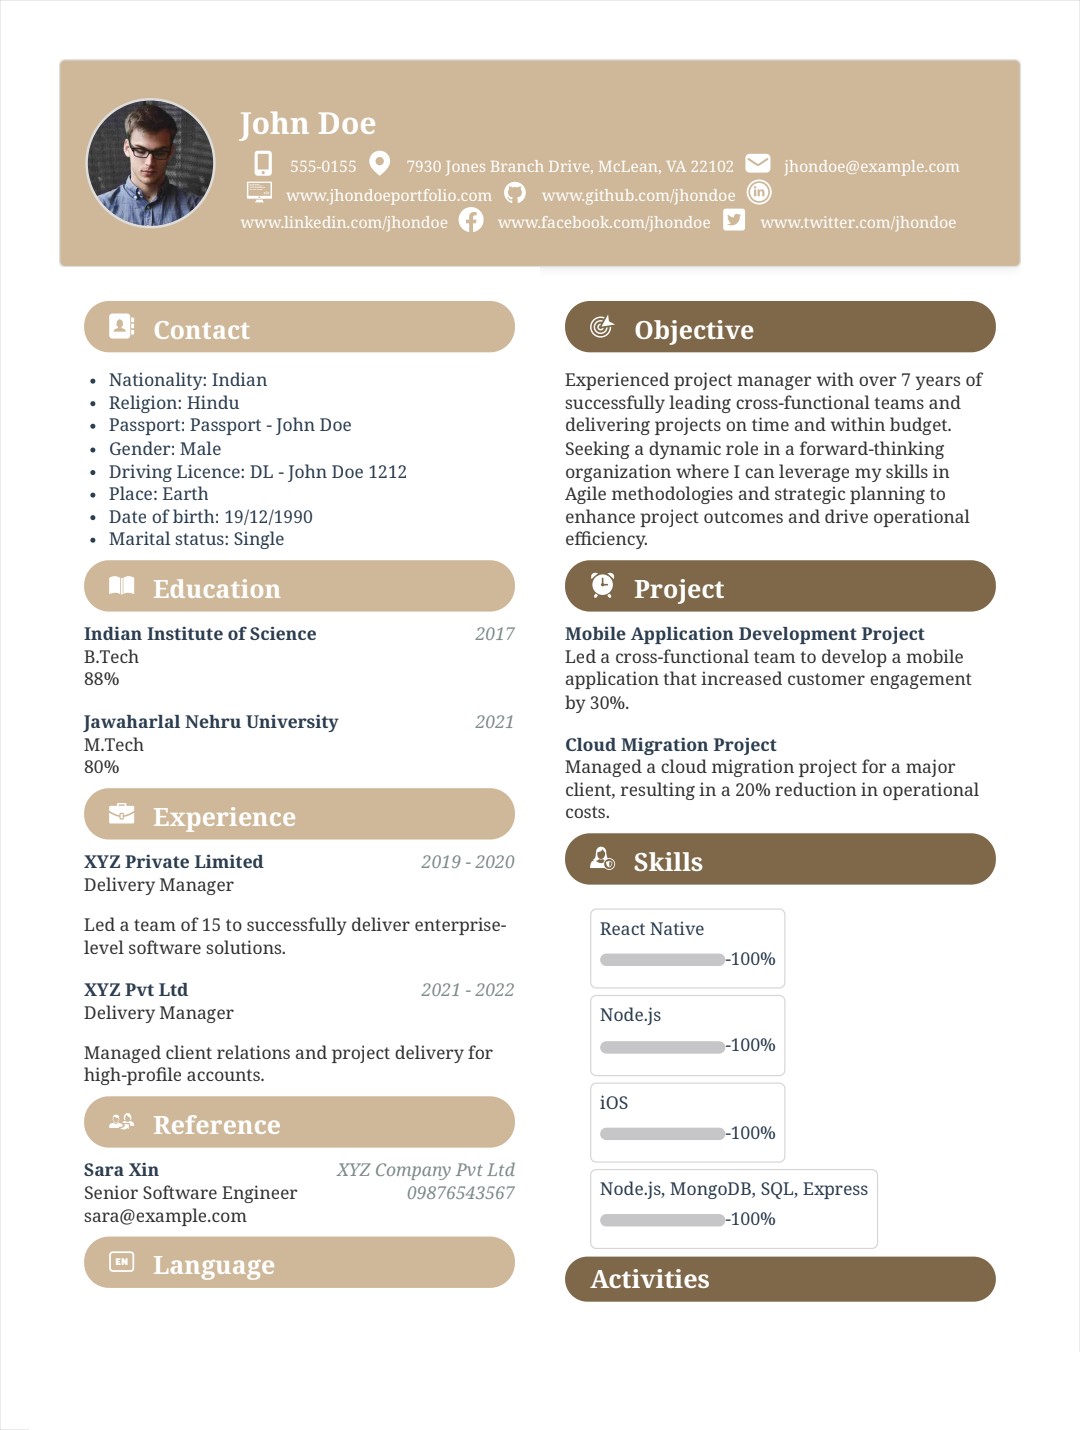 John Doe
555-0155 7930 Jones Branch Drive, McLean, VA 22102 jhondoe@example.com
www.jhondoeportfolio.com www.github.com/jhondoe
www.linkedin.com/jhondoe www.facebook.com/jhondoe www.twitter.com/jhondoe
Contact
• Nationality: Indian
• Religion: Hindu
• Passport: Passport - John Doe
• Gender: Male
• Driving Licence: DL - John Doe 1212
• Place: Earth
• Date of birth: 19/12/1990
• Marital status: Single
Education
Indian Institute of Science 2017
B.Tech
88%
Jawaharlal Nehru University 2021
M.Tech
80%
Experience
XYZ Private Limited 2019 - 2020
Delivery Manager
Led a team of 15 to successfully deliver enterprise-
level software solutions.
XYZ Pvt Ltd 2021 - 2022
Delivery Manager
Managed client relations and project delivery for
high-profile accounts.
Reference
Sara Xin XYZ Company Pvt Ltd
Senior Software Engineer 09876543567
sara@example.com
EN Language
Objective
Experienced project manager with over 7 years of
successfully leading cross-functional teams and
delivering projects on time and within budget.
Seeking a dynamic role in a forward-thinking
organization where I can leverage my skills in
Agile methodologies and strategic planning to
enhance project outcomes and drive operational
efficiency.
Project
Mobile Application Development Project
Led a cross-functional team to develop a mobile
application that increased customer engagement
by 30%.
Cloud Migration Project
Managed a cloud migration project for a major
client, resulting in a 20% reduction in operational
costs.
Skills
React Native
-100%
Node.js
-100%
iOS
-100%
Node.js, MongoDB, SQL, Express
-100%
Activities